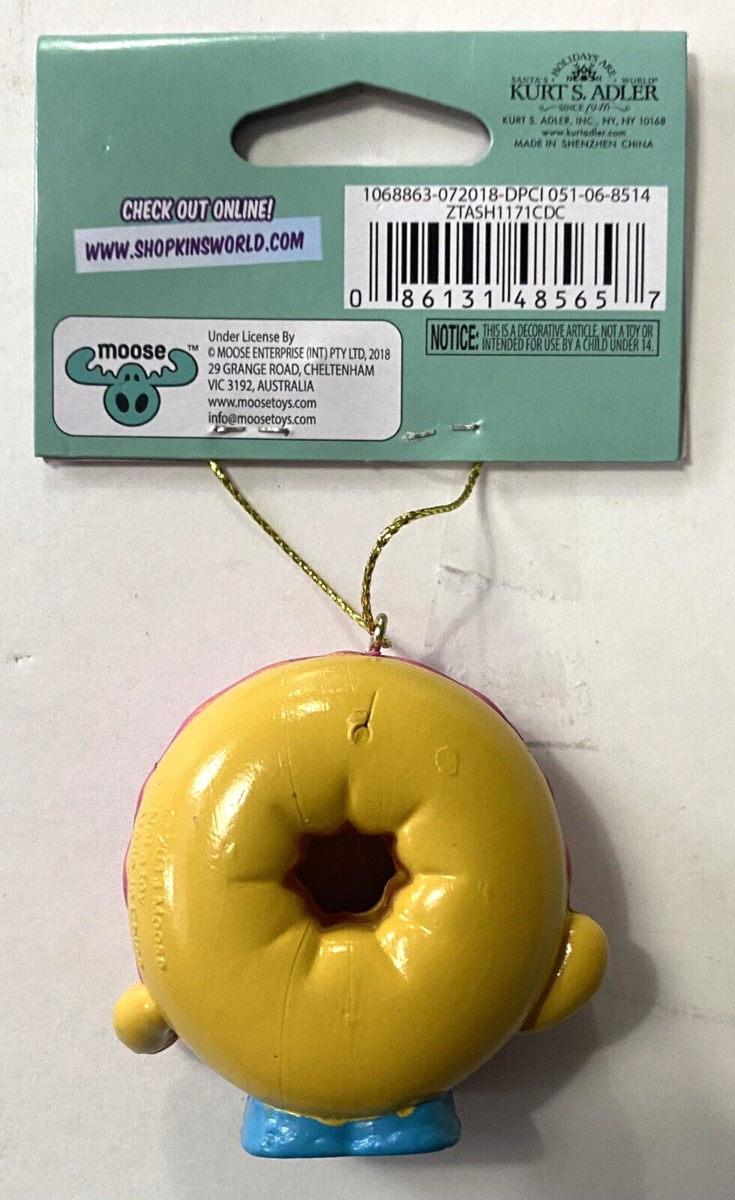 HOLIDAYS ARE
SANTA'S WORLD®
KURT S. ADLER
SINCE 1946
KURT S. ADLER, INC., NY, NY 10168
www.kurtadler.com
MADE IN SHENZHEN CHINA
CHECK OUT ONLINE!
WWW.SHOPKINSWORLD.COM
1068863-072018-DPCI 051-06-8514
ZTASH1171CDC
0 86131 48565 7
NOTICE: THIS IS A DECORATIVE ARTICLE, NOT A TOY OR
INTENDED FOR USE BY A CHILD UNDER 14.
moose™
Under License By
© MOOSE ENTERPRISE (INT) PTY LTD, 2018
29 GRANGE ROAD, CHELTENHAM
VIC 3192, AUSTRALIA
www.moosetoys.com
info@moosetoys.com